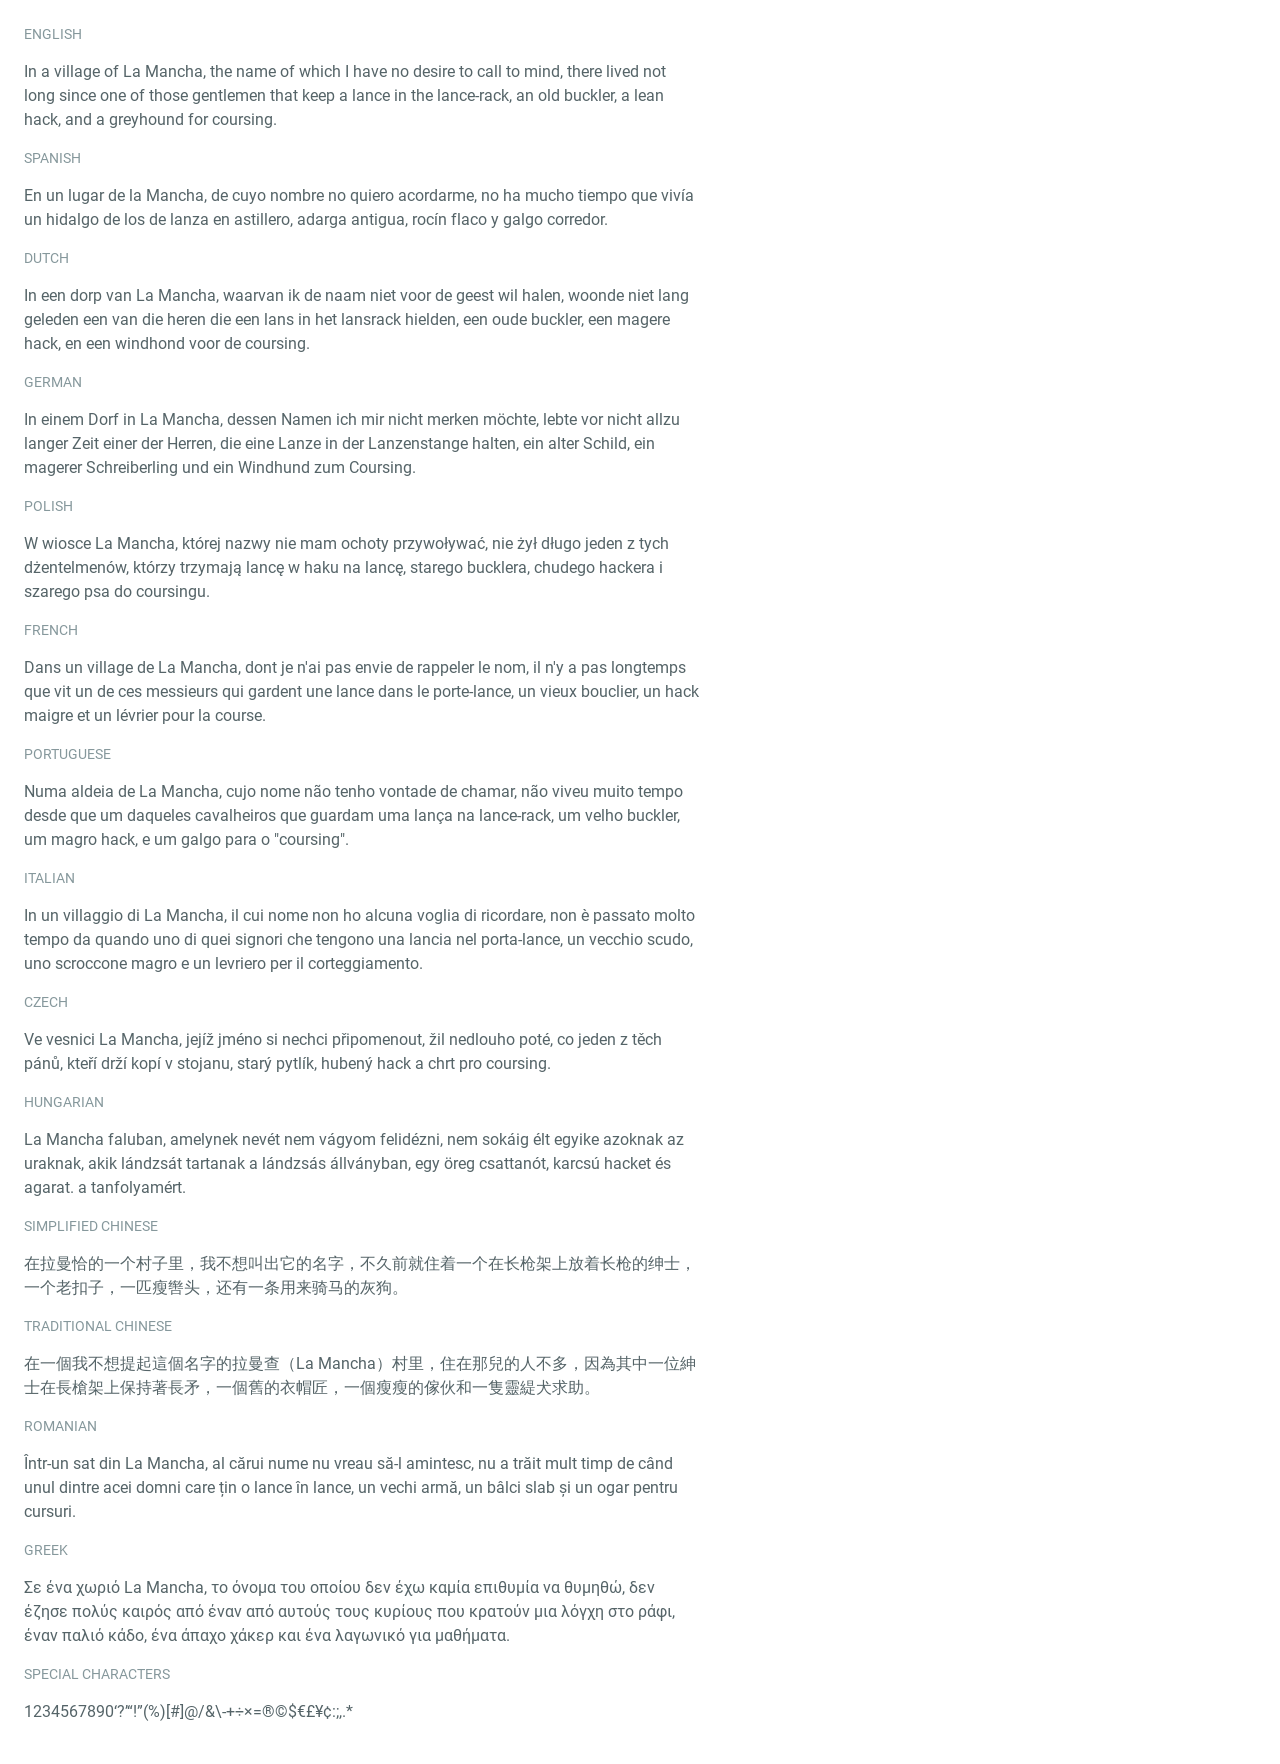 ENGLISH
In a village of La Mancha, the name of which I have no desire to call to mind, there lived not
long since one of those gentlemen that keep a lance in the lance-rack, an old buckler, a lean
hack, and a greyhound for coursing.
SPANISH
En un lugar de la Mancha, de cuyo nombre no quiero acordarme, no ha mucho tiempo que vivía
un hidalgo de los de lanza en astillero, adarga antigua, rocín flaco y galgo corredor.
DUTCH
In een dorp van La Mancha, waarvan ik de naam niet voor de geest wil halen, woonde niet lang
geleden een van die heren die een lans in het lansrack hielden, een oude buckler, een magere
hack, en een windhond voor de coursing.
GERMAN
In einem Dorf in La Mancha, dessen Namen ich mir nicht merken möchte, lebte vor nicht allzu
langer Zeit einer der Herren, die eine Lanze in der Lanzenstange halten, ein alter Schild, ein
magerer Schreiberling und ein Windhund zum Coursing.
POLISH
W wiosce La Mancha, której nazwy nie mam ochoty przywoływać, nie żył długo jeden z tych
dżentelmenów, którzy trzymają lancę w haku na lancę, starego bucklera, chudego hackera i
szarego psa do coursingu.
FRENCH
Dans un village de La Mancha, dont je n'ai pas envie de rappeler le nom, il n'y a pas longtemps
que vit un de ces messieurs qui gardent une lance dans le porte-lance, un vieux bouclier, un hack
maigre et un lévrier pour la course.
PORTUGUESE
Numa aldeia de La Mancha, cujo nome não tenho vontade de chamar, não viveu muito tempo
desde que um daqueles cavalheiros que guardam uma lança na lance-rack, um velho buckler,
um magro hack, e um galgo para o "coursing".
ITALIAN
In un villaggio di La Mancha, il cui nome non ho alcuna voglia di ricordare, non è passato molto
tempo da quando uno di quei signori che tengono una lancia nel porta-lance, un vecchio scudo,
uno scroccone magro e un levriero per il corteggiamento.
CZECH
Ve vesnici La Mancha, jejíž jméno si nechci připomenout, žil nedlouho poté, co jeden z těch
pánů, kteří drží kopí v stojanu, starý pytlík, hubený hack a chrt pro coursing.
HUNGARIAN
La Mancha faluban, amelynek nevét nem vágyom felidézni, nem sokáig élt egyike azoknak az
uraknak, akik lándzsát tartanak a lándzsás állványban, egy öreg csattanót, karcsú hacket és
agarat. a tanfolyamért.
SIMPLIFIED CHINESE
在拉曼恰的一个村子里，我不想叫出它的名字，不久前就住着一个在长枪架上放着长枪的绅士，
一个老扣子，一匹瘦辔头，还有一条用来骑马的灰狗。
TRADITIONAL CHINESE
在一個我不想提起這個名字的拉曼查（La Mancha）村里，住在那兒的人不多，因為其中一位紳
士在長槍架上保持著長矛，一個舊的衣帽匠，一個瘦瘦的傢伙和一隻靈緹犬求助。
ROMANIAN
Într-un sat din La Mancha, al cărui nume nu vreau să-l amintesc, nu a trăit mult timp de când
unul dintre acei domni care țin o lance în lance, un vechi armă, un bâlci slab și un ogar pentru
cursuri.
GREEK
Σε ένα χωριό La Mancha, το όνομα του οποίου δεν έχω καμία επιθυμία να θυμηθώ, δεν
έζησε πολύς καιρός από έναν από αυτούς τους κυρίους που κρατούν μια λόγχη στο ράφι,
έναν παλιό κάδο, ένα άπαχο χάκερ και ένα λαγωνικό για μαθήματα.
SPECIAL CHARACTERS
1234567890‘?’“!”(%)[#]@/&\-+÷×=®©$€£¥¢:;,.*